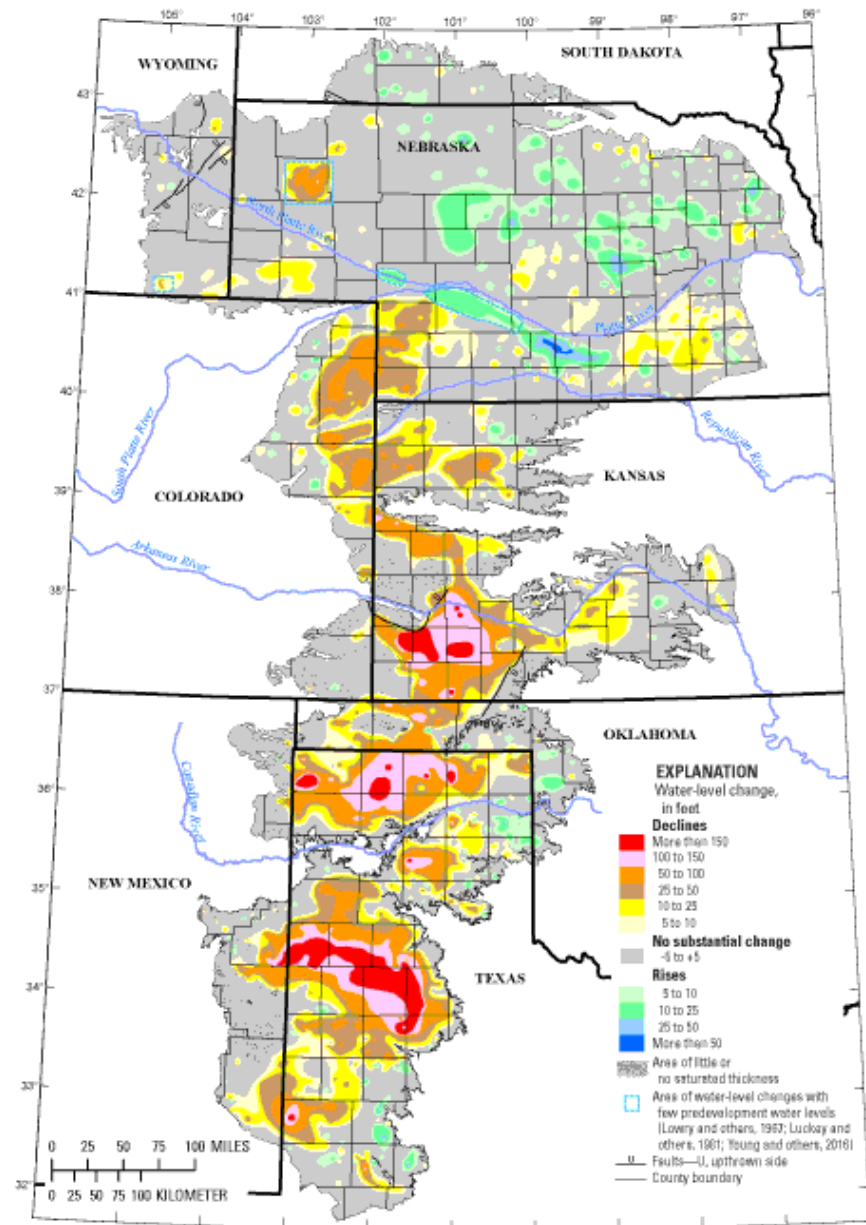 105° 104° 103° 102° 101° 100° 99° 98° 97° 96°
WYOMING
SOUTH DAKOTA
43°
NEBRASKA
42°
North Platte River
41°
Platte River
40°
South Platte River
Republican River
39°
COLORADO
KANSAS
Arkansas River
38°
37°
OKLAHOMA
36°
Canadian River
35°
NEW MEXICO
TEXAS
34°
33°
32°
EXPLANATION
Water-level change,
in feet
Declines
More than 150
100 to 150
50 to 100
25 to 50
10 to 25
5 to 10
No substantial change
-5 to +5
Rises
5 to 10
10 to 25
25 to 50
More than 50
Area of little or
no saturated thickness
Area of water-level changes with
few predevelopment water levels
(Lowry and others, 1967; Luckey and
others, 1981; Young and others, 2016)
U
Faults—U, upthrown side
County boundary
0 25 50 75 100 MILES
0 25 50 75 100 KILOMETER